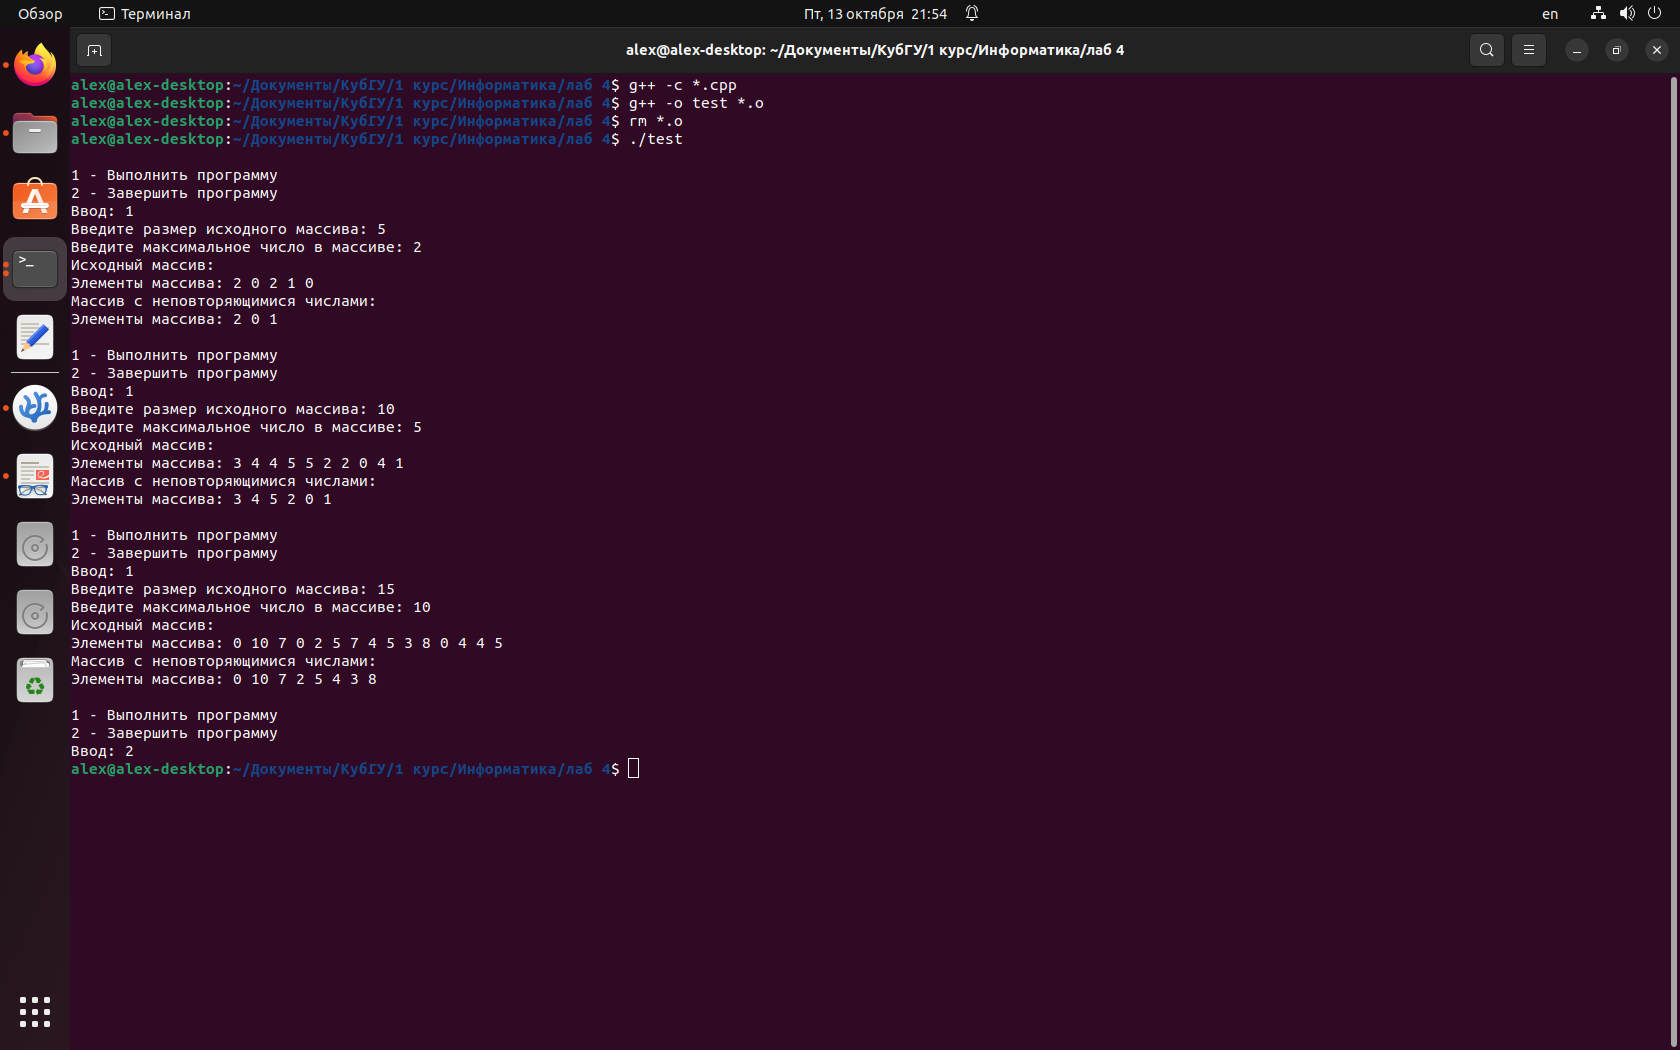 Обзор Терминал Пт, 13 октября 21:54 en
alex@alex-desktop: ~/Документы/КубГУ/1 курс/Информатика/лаб 4
alex@alex-desktop:~/Документы/КубГУ/1 курс/Информатика/лаб 4$ g++ -c *.cpp
alex@alex-desktop:~/Документы/КубГУ/1 курс/Информатика/лаб 4$ g++ -o test *.o
alex@alex-desktop:~/Документы/КубГУ/1 курс/Информатика/лаб 4$ rm *.o
alex@alex-desktop:~/Документы/КубГУ/1 курс/Информатика/лаб 4$ ./test
1 - Выполнить программу
2 - Завершить программу
Ввод: 1
Введите размер исходного массива: 5
Введите максимальное число в массиве: 2
Исходный массив:
Элементы массива: 2 0 2 1 0
Массив с неповторяющимися числами:
Элементы массива: 2 0 1
1 - Выполнить программу
2 - Завершить программу
Ввод: 1
Введите размер исходного массива: 10
Введите максимальное число в массиве: 5
Исходный массив:
Элементы массива: 3 4 4 5 5 2 2 0 4 1
Массив с неповторяющимися числами:
Элементы массива: 3 4 5 2 0 1
1 - Выполнить программу
2 - Завершить программу
Ввод: 1
Введите размер исходного массива: 15
Введите максимальное число в массиве: 10
Исходный массив:
Элементы массива: 0 10 7 0 2 5 7 4 5 3 8 0 4 4 5
Массив с неповторяющимися числами:
Элементы массива: 0 10 7 2 5 4 3 8
1 - Выполнить программу
2 - Завершить программу
Ввод: 2
alex@alex-desktop:~/Документы/КубГУ/1 курс/Информатика/лаб 4$